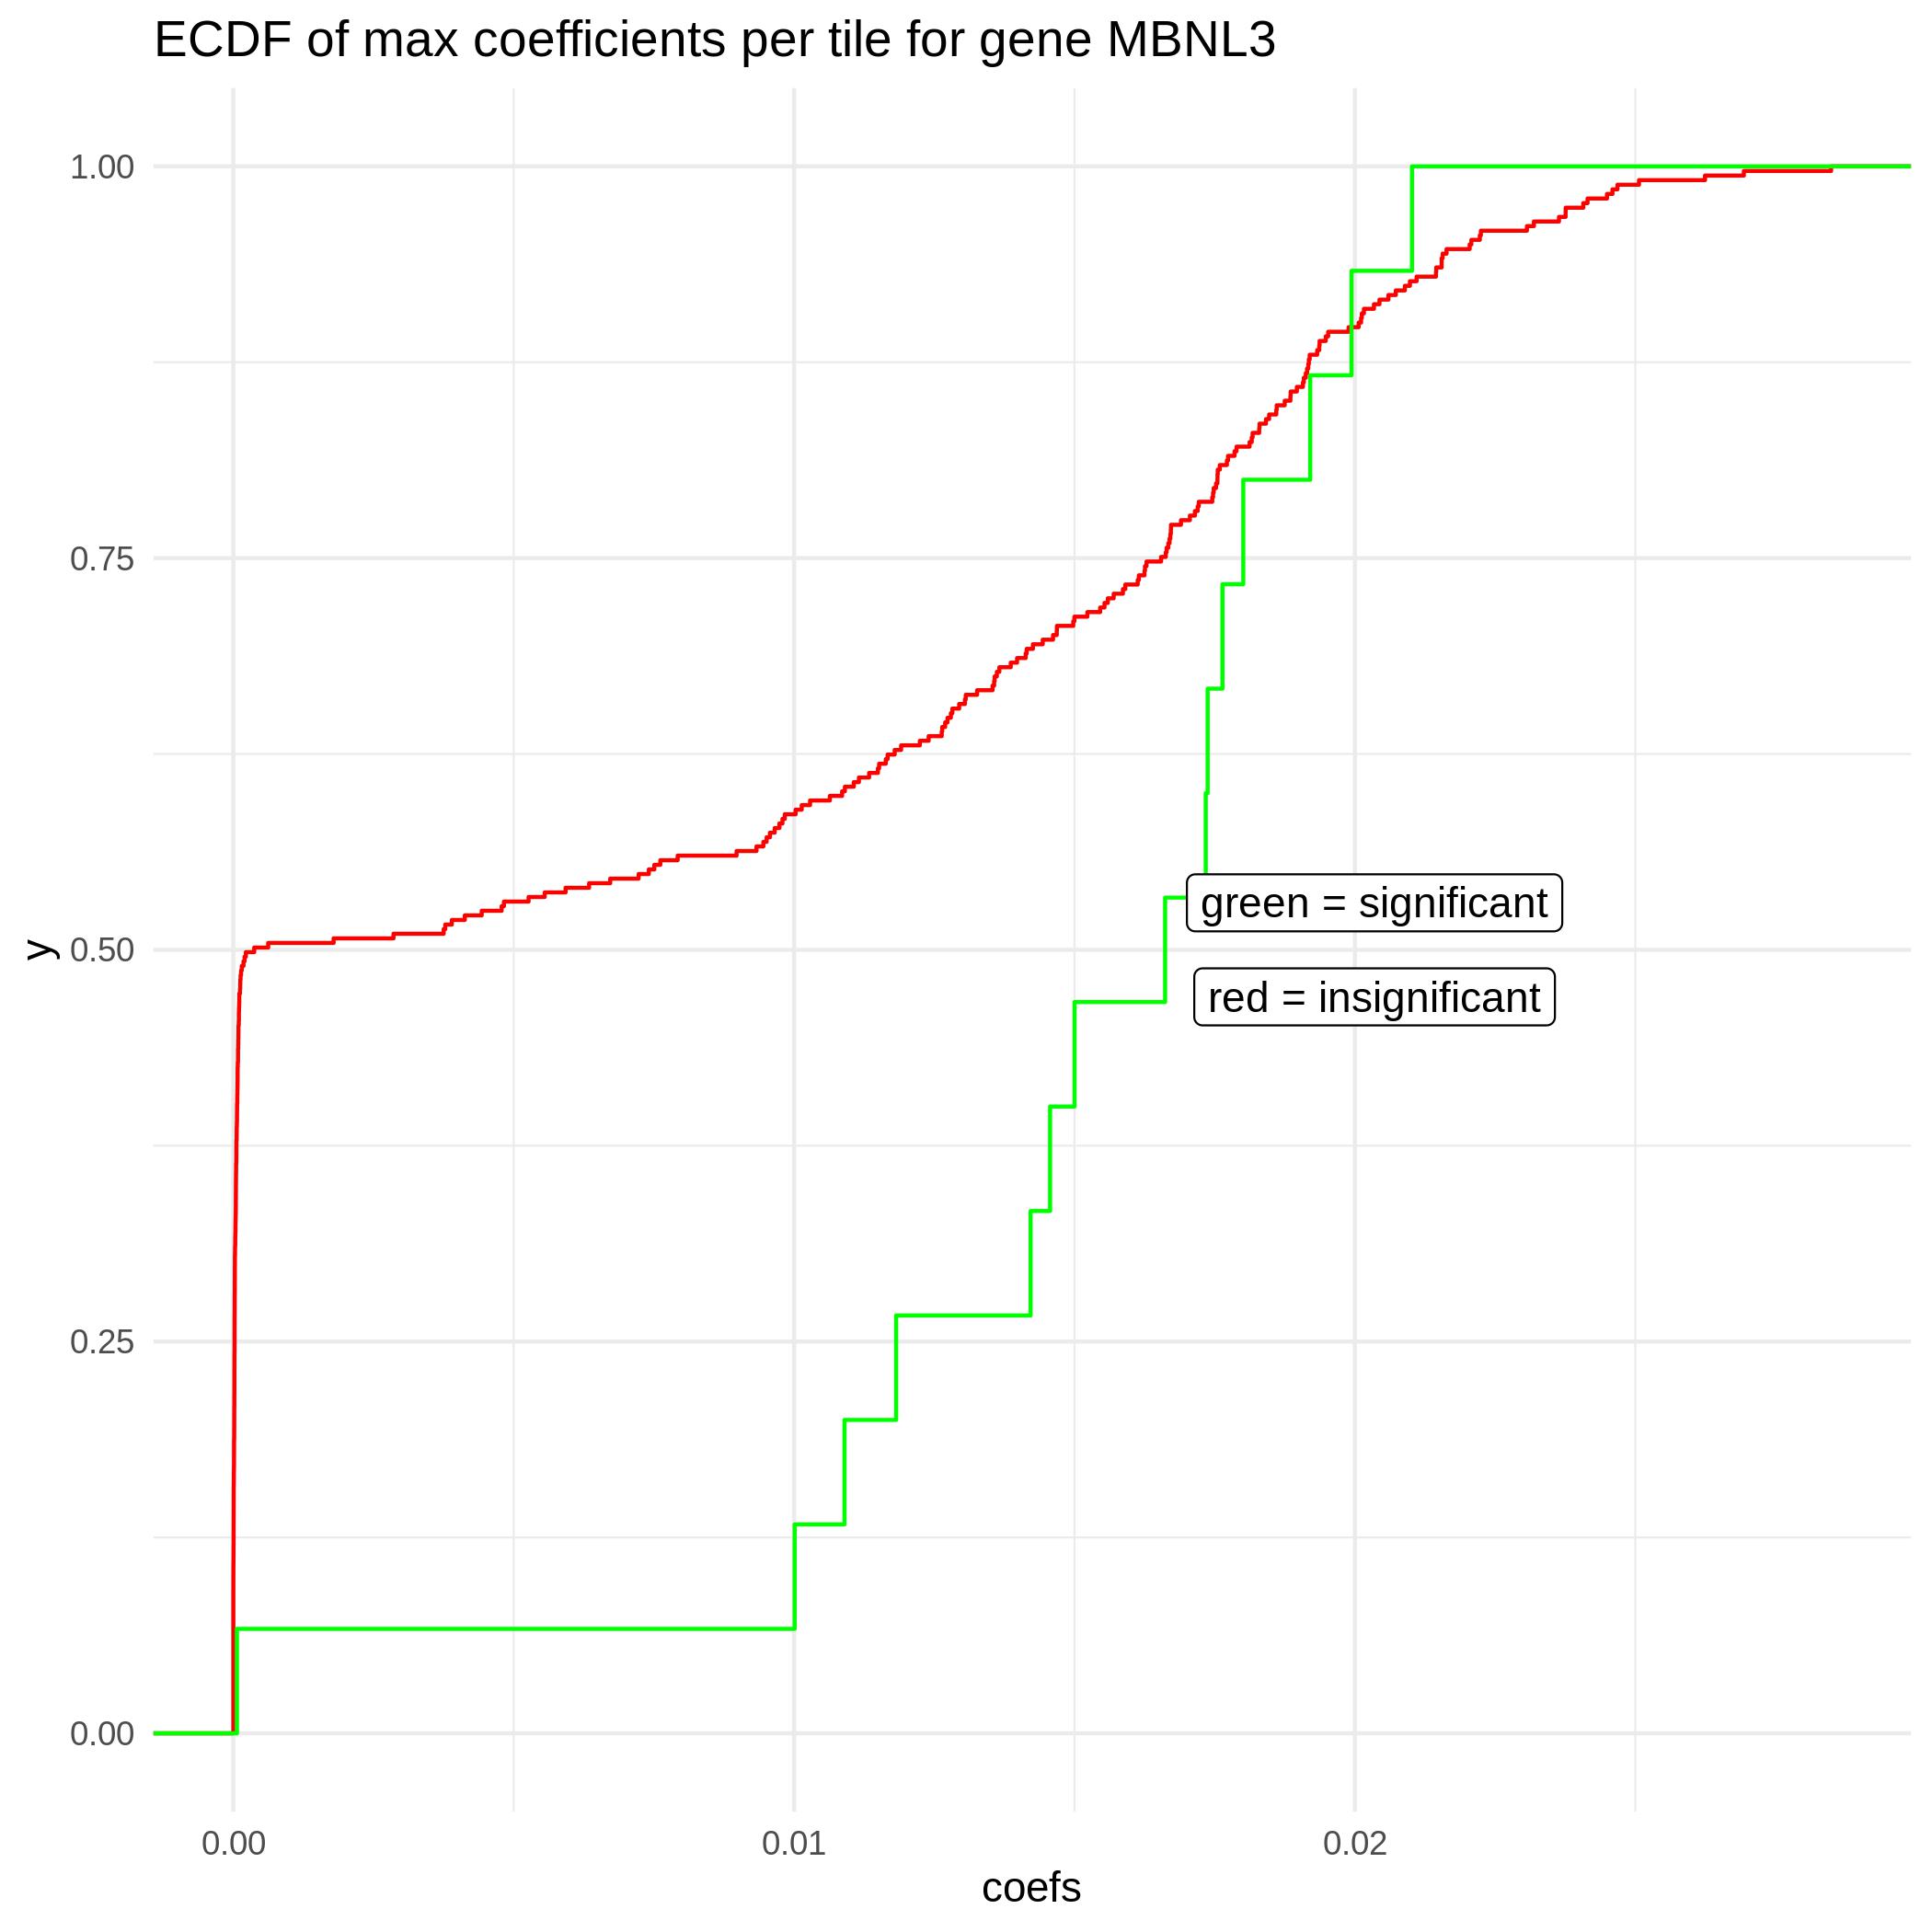 ECDF of max coefficients per tile for gene MBNL3
1.00
0.75
0.50
0.25
0.00
y
green = significant
red = insignificant
0.00 0.01 0.02
coefs